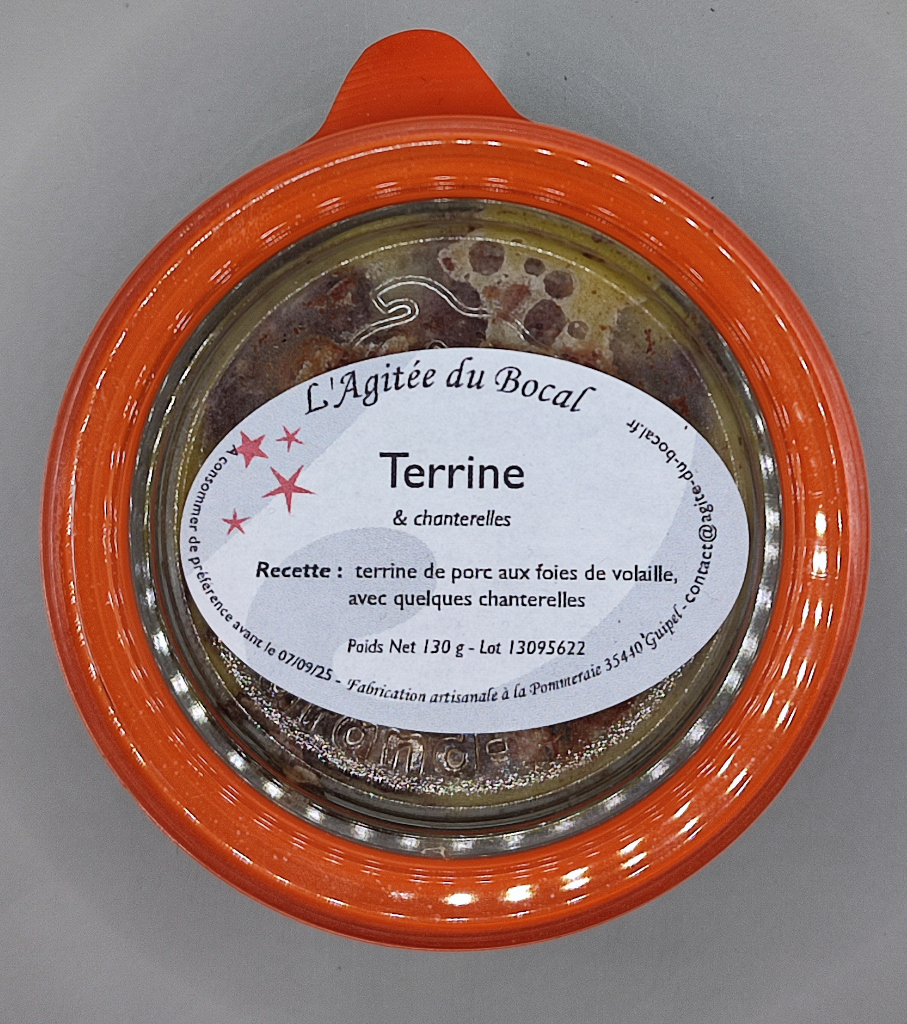 L'Agitée du Bocal
Terrine
& chanterelles
Recette : terrine de porc aux foies de volaille,
avec quelques chanterelles
Poids Net 130 g - Lot 13095622
A consommer de préférence avant le 07/09/25 - Fabrication artisanale à la Pommeraie 35440 Guipel - contact@agite-du-bocal.fr